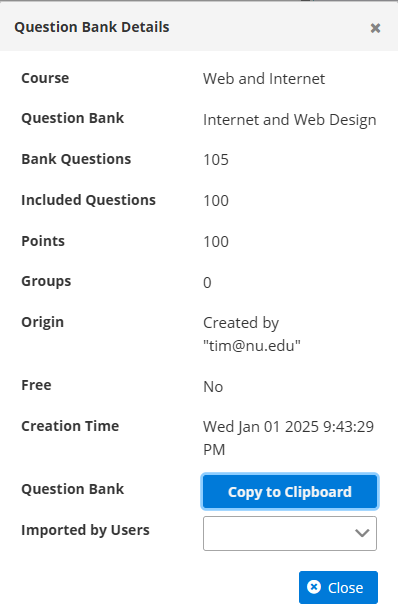 Question Bank Details ×
Course Web and Internet
Question Bank Internet and Web Design
Bank Questions 105
Included Questions 100
Points 100
Groups 0
Origin Created by
"tim@nu.edu"
Free No
Creation Time Wed Jan 01 2025 9:43:29
PM
Question Bank Copy to Clipboard
Imported by Users
Close